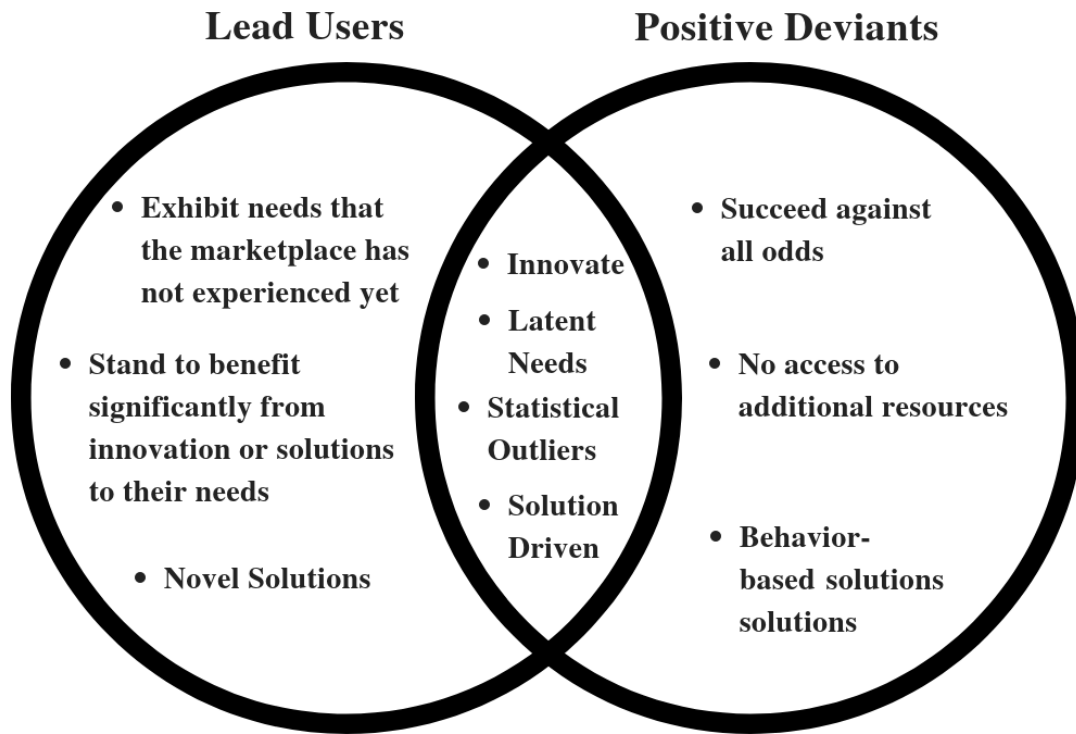 Lead Users
Positive Deviants
• Exhibit needs that
the marketplace has
not experienced yet
• Stand to benefit
significantly from
innovation or solutions
to their needs
• Novel Solutions
• Innovate
• Latent
Needs
• Statistical
Outliers
• Solution
Driven
• Succeed against
all odds
• No access to
additional resources
• Behavior-
based solutions
solutions